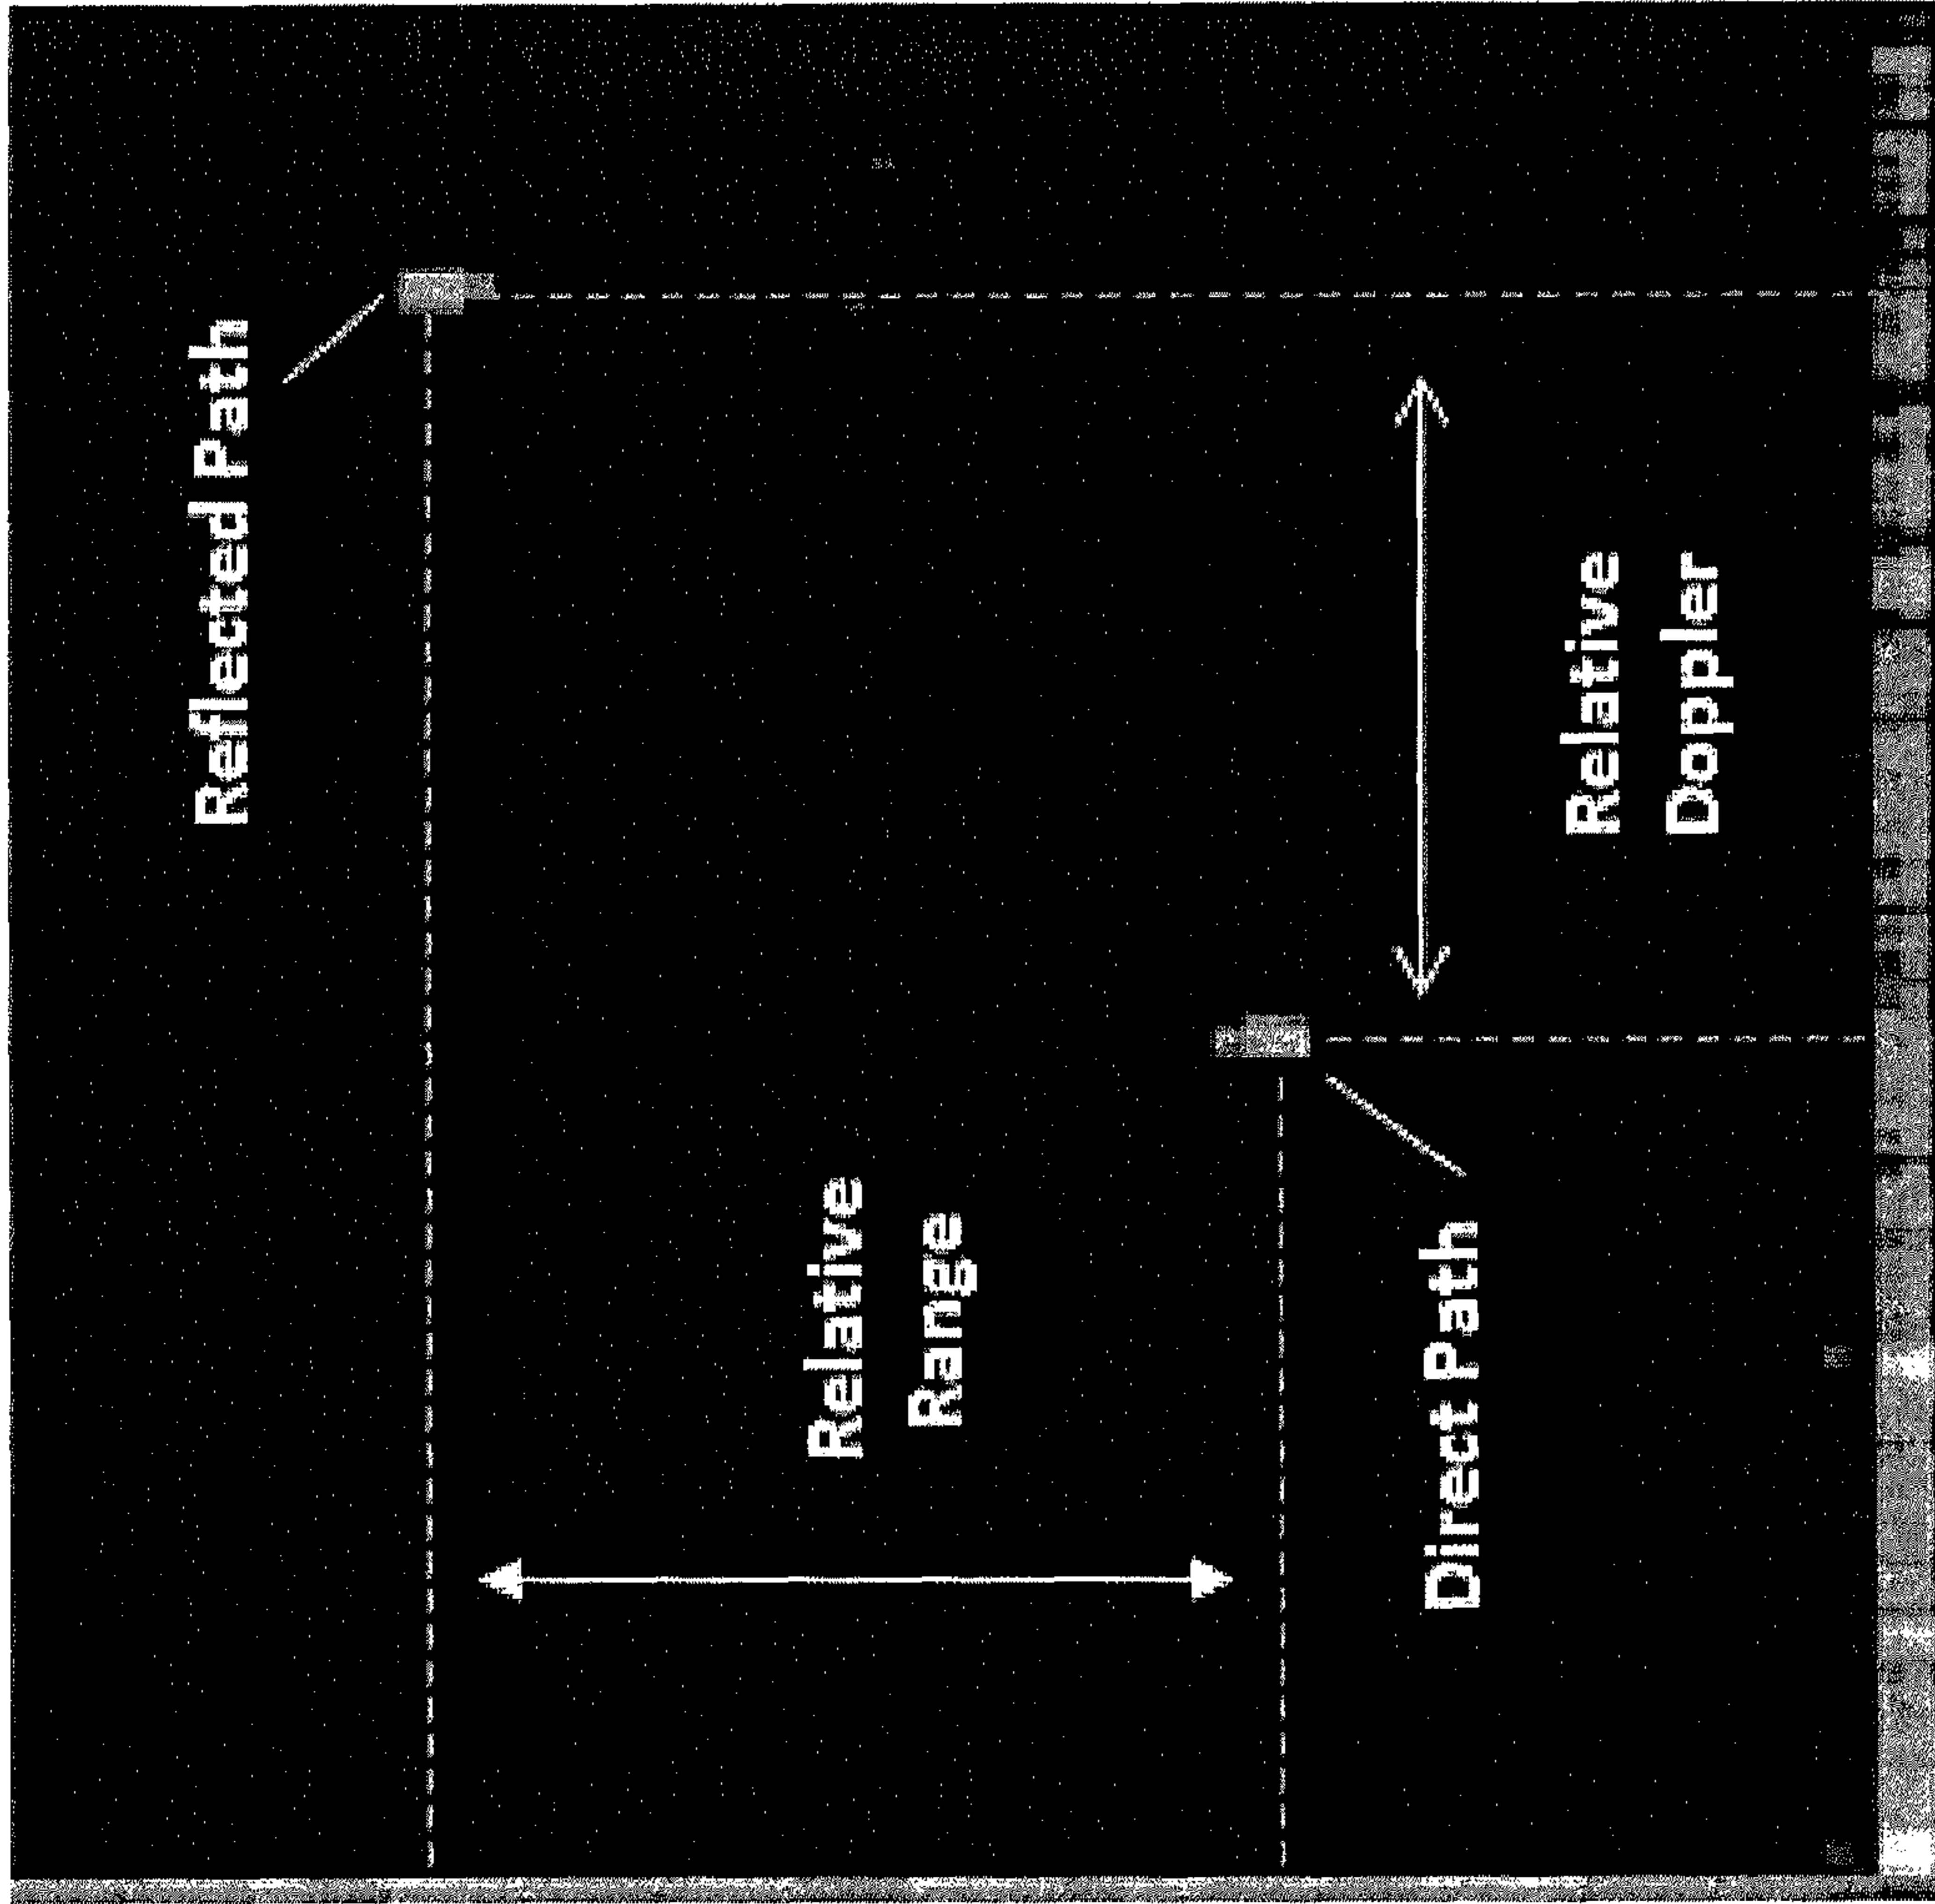 Reflected Path
Relative
Range
Direct Path
Relative
Doppler